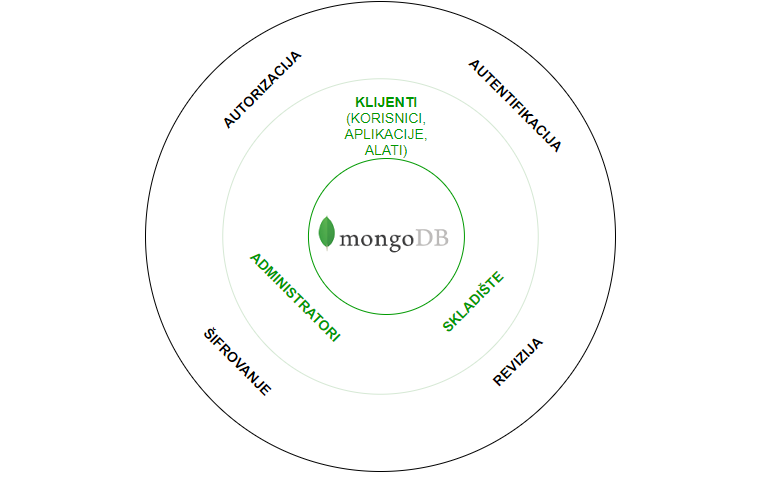 AUTORIZACIJA
AUTENTIFIKACIJA
KLIJENTI
(KORISNICI,
APLIKACIJE,
ALATI)
mongoDB
ADMINISTRATORI
SKLADIŠTE
ŠIFROVANJE
REVIZIJA